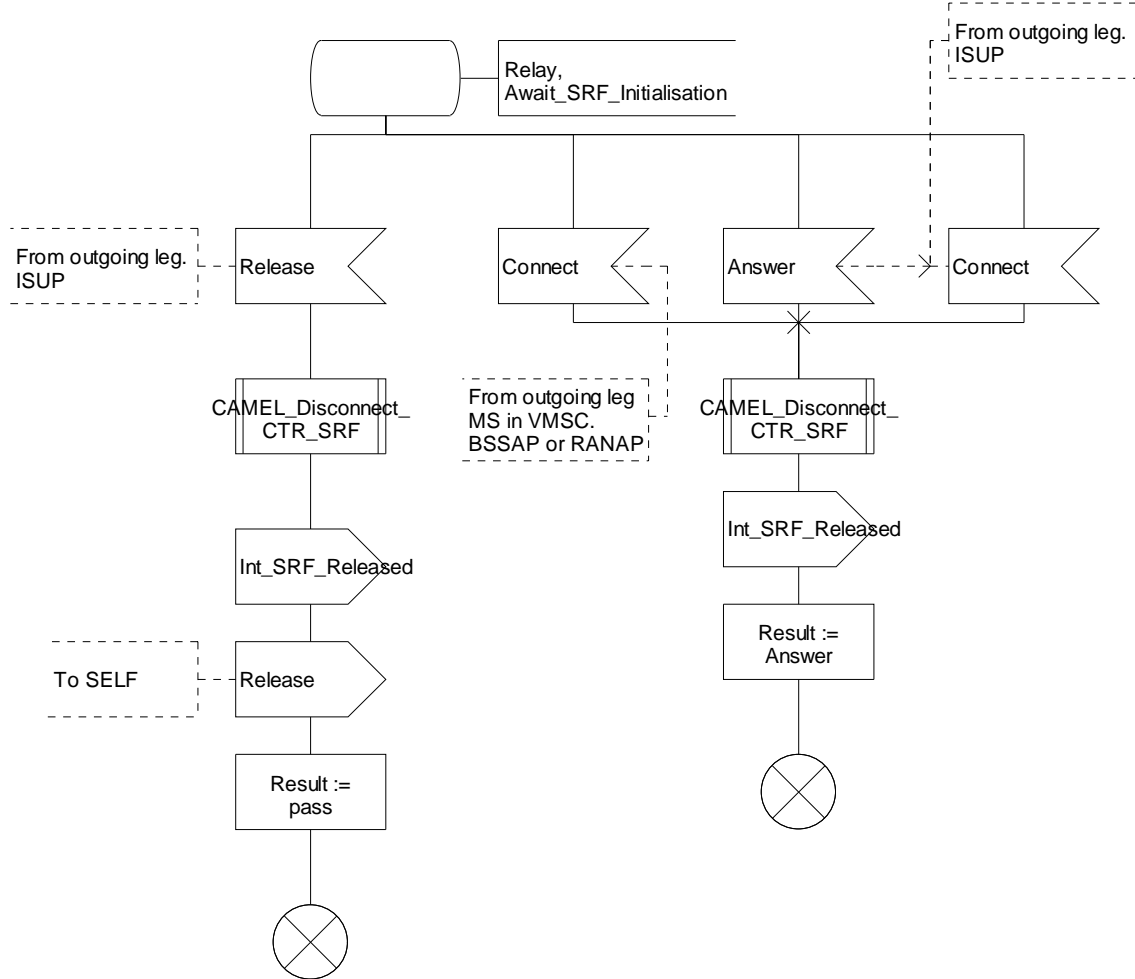 From outgoing leg.
ISUP
Relay,
Await_SRF_Initialisation
From outgoing leg.
ISUP
Release
Connect
Answer
Connect
CAMEL_Disconnect_
CTR_SRF
From outgoing leg
MS in VMSC.
BSSAP or RANAP
CAMEL_Disconnect_
CTR_SRF
Int_SRF_Released
Int_SRF_Released
To SELF
Release
Result :=
Answer
Result :=
pass